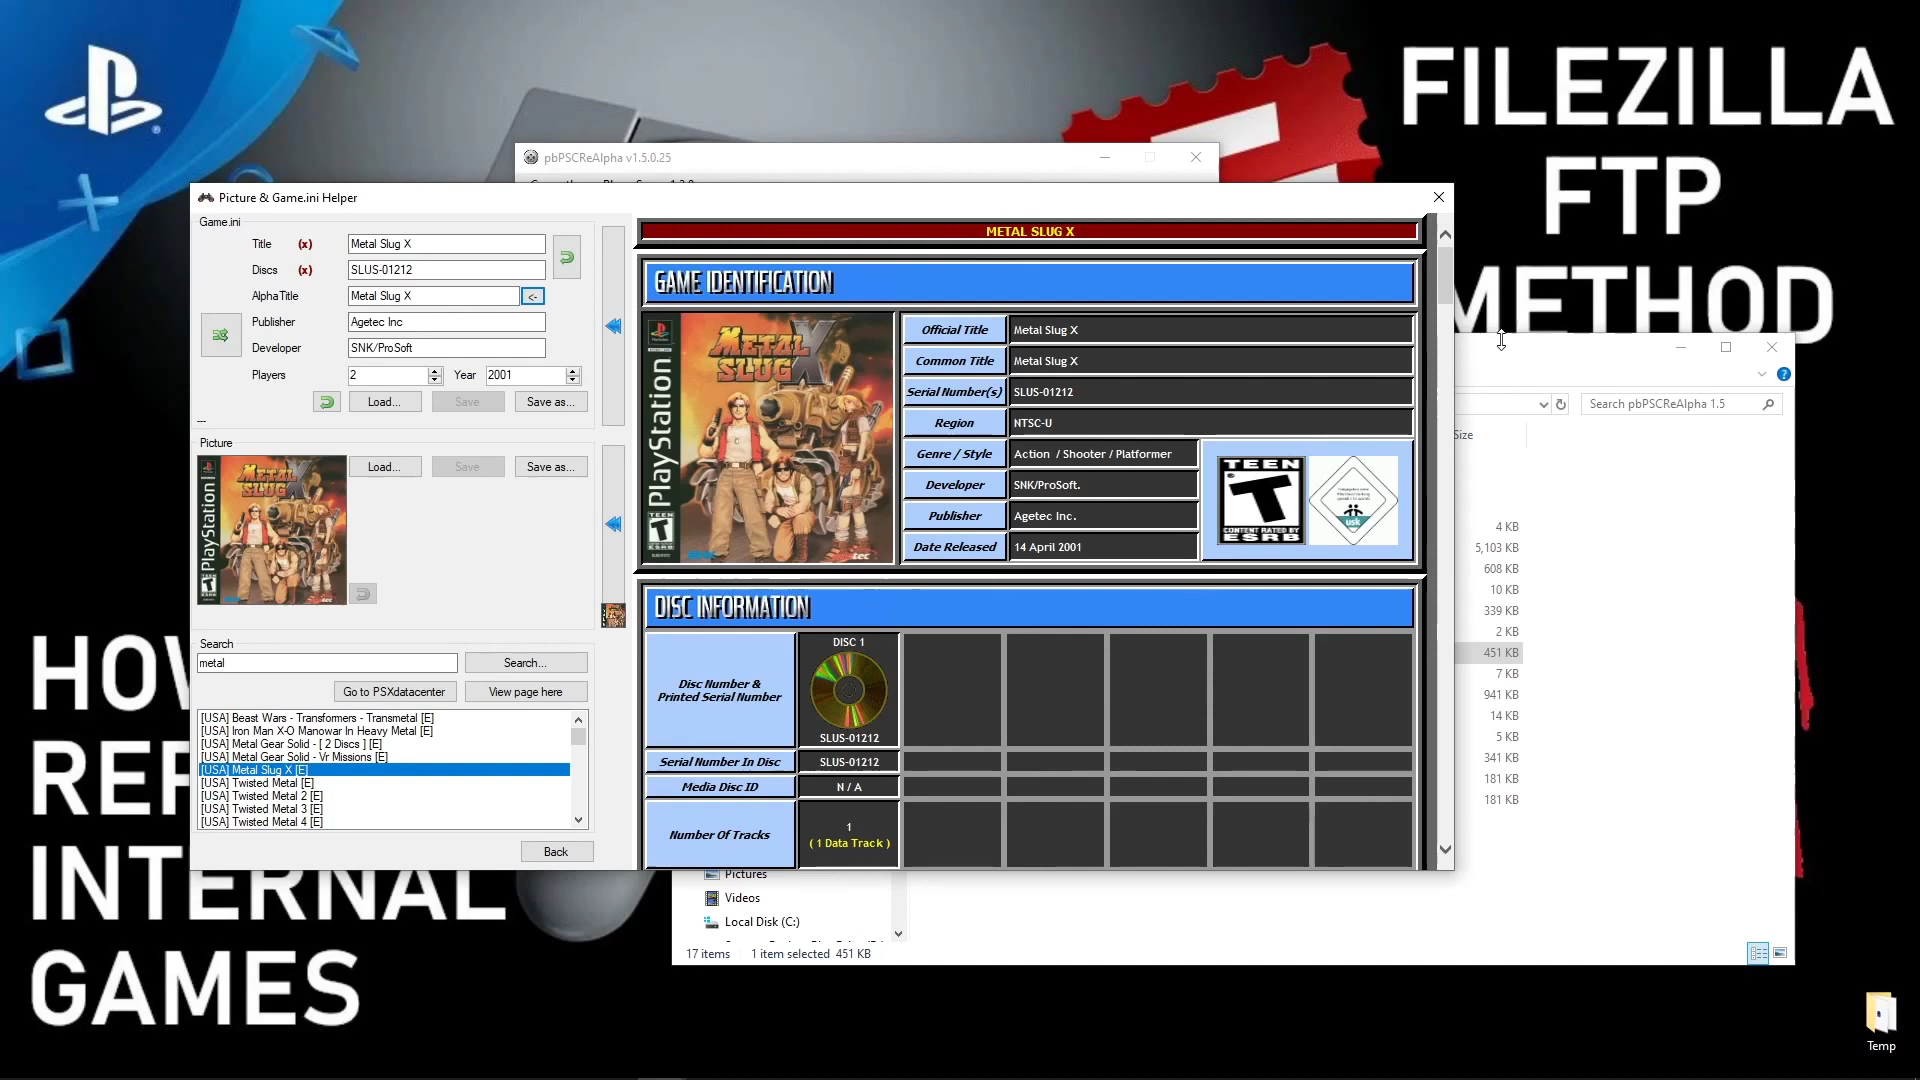 FILEZILLA
FTP
METHOD
pbPSCReAlpha v1.5.0.25
Picture & Game.ini Helper
Game.ini
Title (x) Metal Slug X
Discs (x) SLUS-01212
AlphaTitle Metal Slug X <-
Publisher Agetec Inc
Developer SNK/ProSoft
Players 2 Year 2001
Load... Save Save as...
---
Picture
Load... Save Save as...
Search
metal Search...
Go to PSXdatacenter View page here
[USA] Beast Wars - Transformers - Transmetal [E]
[USA] Iron Man X-O Manowar In Heavy Metal [E]
[USA] Metal Gear Solid - [ 2 Discs ] [E]
[USA] Metal Gear Solid - Vr Missions [E]
[USA] Metal Slug X [E]
[USA] Twisted Metal [E]
[USA] Twisted Metal 2 [E]
[USA] Twisted Metal 3 [E]
[USA] Twisted Metal 4 [E]
Back
METAL SLUG X
GAME IDENTIFICATION
PlayStation
METAL SLUG X
TEEN
T
ESRB
Official Title Metal Slug X
Common Title Metal Slug X
Serial Number(s) SLUS-01212
Region NTSC-U
Genre / Style Action / Shooter / Platformer
Developer SNK/ProSoft.
Publisher Agetec Inc.
Date Released 14 April 2001
TEEN
T
CONTENT RATED BY
ESRB
usk
DISC INFORMATION
Disc Number &
Printed Serial Number
DISC 1
SLUS-01212
Serial Number In Disc SLUS-01212
Media Disc ID N / A
Number Of Tracks 1
( 1 Data Track )
Search pbPSCReAlpha 1.5
Size
4 KB
5,103 KB
608 KB
10 KB
339 KB
2 KB
451 KB
7 KB
941 KB
14 KB
5 KB
341 KB
181 KB
181 KB
Pictures
Videos
Local Disk (C:)
17 items 1 item selected 451 KB
INTERNAL
GAMES
Temp